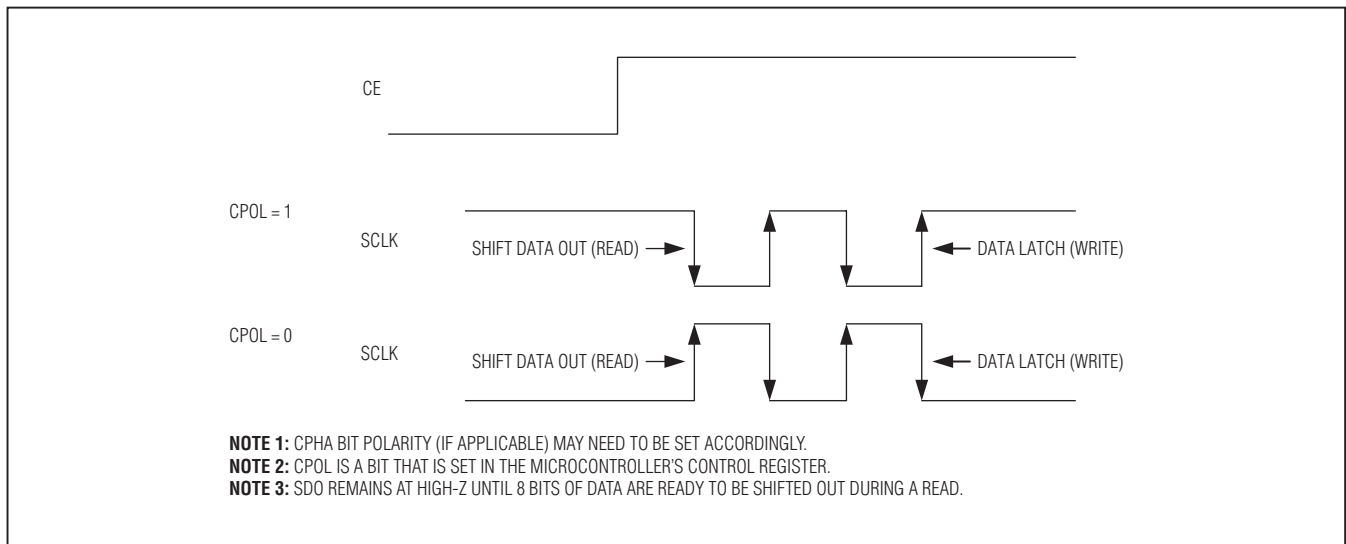 CE
CPOL = 1
SCLK
SHIFT DATA OUT (READ)
DATA LATCH (WRITE)
CPOL = 0
SCLK
SHIFT DATA OUT (READ)
DATA LATCH (WRITE)
NOTE 1: CPHA BIT POLARITY (IF APPLICABLE) MAY NEED TO BE SET ACCORDINGLY.
NOTE 2: CPOL IS A BIT THAT IS SET IN THE MICROCONTROLLER'S CONTROL REGISTER.
NOTE 3: SDO REMAINS AT HIGH-Z UNTIL 8 BITS OF DATA ARE READY TO BE SHIFTED OUT DURING A READ.